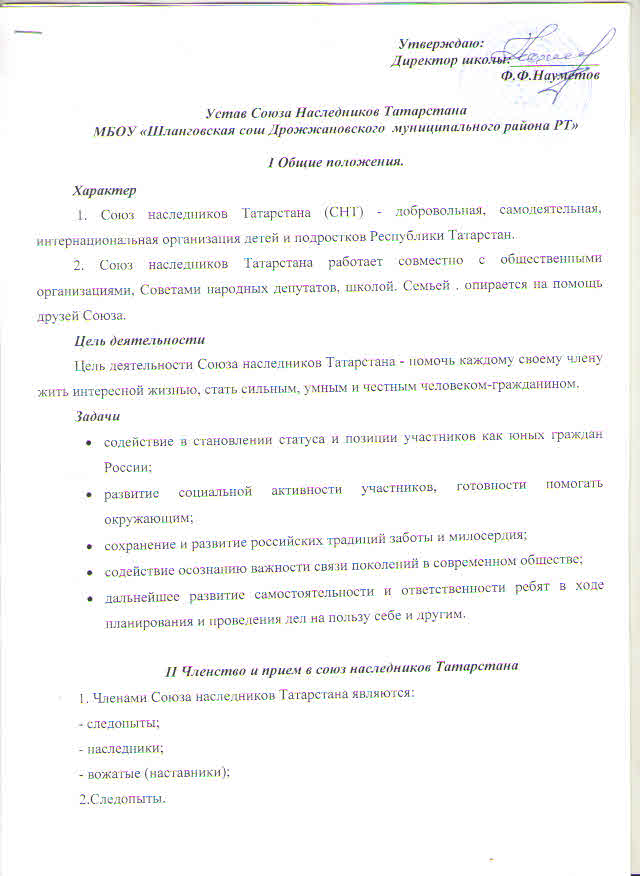 Утверждаю:
Директор школы:
Ф.Ф.Науметов
Устав Союза Наследников Татарстана
МБОУ «Шланговская сош Дрожжановского муниципального района РТ»
I Общие положения.
Характер
1. Союз наследников Татарстана (СНТ) - добровольная, самодеятельная,
интернациональная организация детей и подростков Республики Татарстан.
2. Союз наследников Татарстана работает совместно с общественными
организациями, Советами народных депутатов, школой. Семьей . опирается на помощь
друзей Союза.
Цель деятельности
Цель деятельности Союза наследников Татарстана - помочь каждому своему члену
жить интересной жизнью, стать сильным, умным и честным человеком-гражданином.
Задачи
• содействие в становлении статуса и позиции участников как юных граждан
России;
• развитие социальной активности участников, готовности помогать
окружающим;
• сохранение и развитие российских традиций заботы и милосердия;
• содействие осознанию важности связи поколений в современном обществе;
• дальнейшее развитие самостоятельности и ответственности ребят в ходе
планирования и проведения дел на пользу себе и другим.
II Членство и прием в союз наследников Татарстана
1. Членами Союза наследников Татарстана являются:
- следопыты;
- наследники;
- вожатые (наставники);
2.Следопыты.